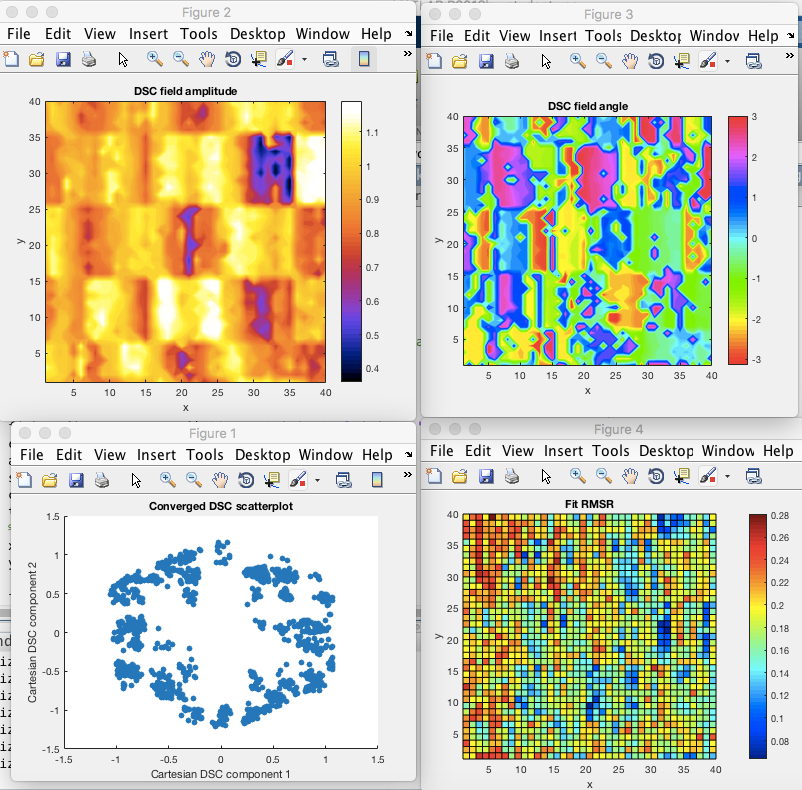 Figure 2
File Edit View Insert Tools Desktop Window Help
DSC field amplitude
40
35
30
25
20
15
10
5
y
5 10 15 20 25 30 35 40
x
1.1
1
0.9
0.8
0.7
0.6
0.5
0.4
Figure 3
File Edit View Insert Tools Desktop Window Help
DSC field angle
40
35
30
25
20
15
10
5
y
5 10 15 20 25 30 35 40
x
3
2
1
0
-1
-2
-3
Figure 1
File Edit View Insert Tools Desktop Window Help
Converged DSC scatterplot
1.5
1
0.5
0
-0.5
-1
-1.5
Cartesian DSC component 2
-1.5 -1 -0.5 0 0.5 1 1.5
Cartesian DSC component 1
Figure 4
File Edit View Insert Tools Desktop Window Help
Fit RMSR
40
35
30
25
20
15
10
5
y
5 10 15 20 25 30 35 40
x
0.28
0.26
0.24
0.22
0.2
0.18
0.16
0.14
0.12
0.1
0.08